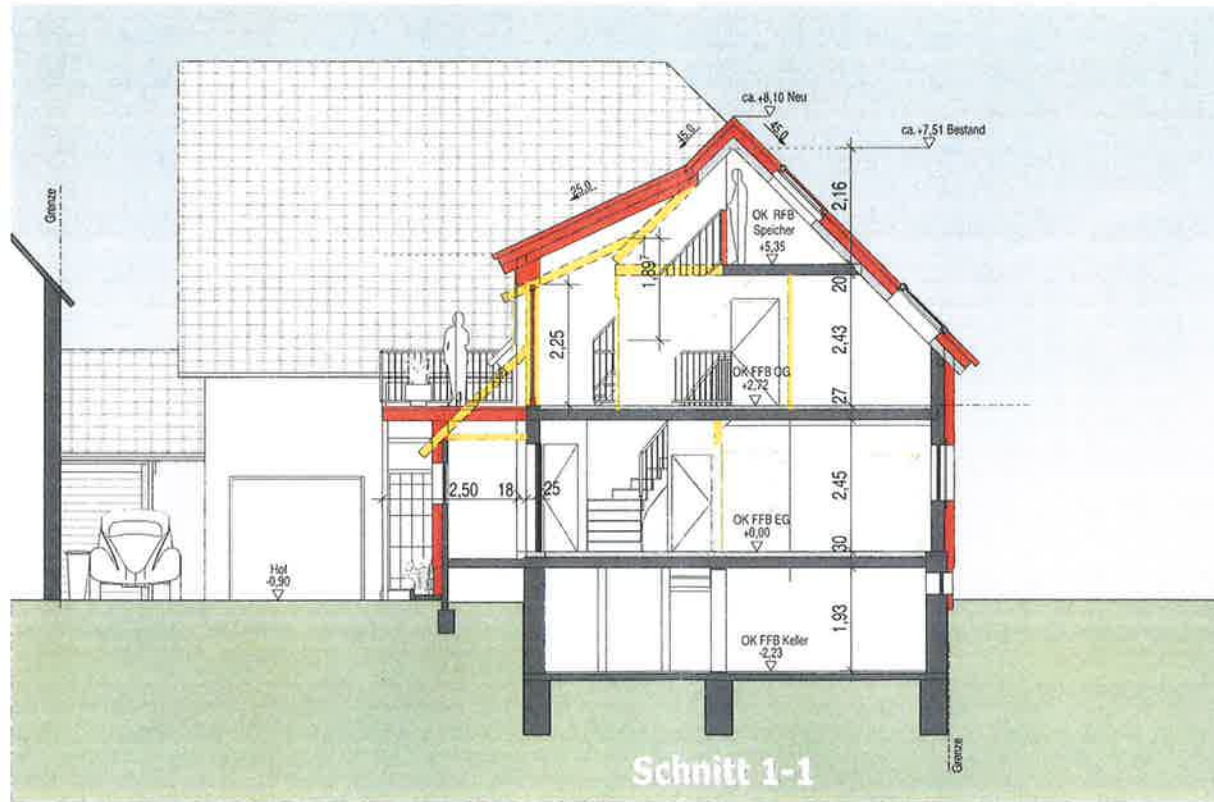 ca. +8,10 Neu
45.0
45.0
ca. +7,51 Bestand
Grenze
25.0
2,16
OK RFB
Speicher
+5,35
1,89⁷
20
2,25
2,43
OK FFB OG
+2,72
27
2,50
18
25
2,45
OK FFB EG
+0,00
30
Hof
-0,90
1,93
OK FFB Keller
-2,23
Grenze
Schnitt 1-1